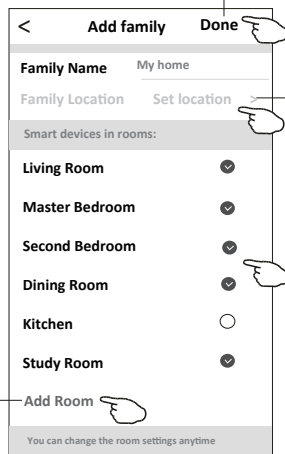 < Add family Done
Family Name My home
Family Location Set location >
Smart devices in rooms:
Living Room
Master Bedroom
Second Bedroom
Dining Room
Kitchen
Study Room
Add Room
You can change the room settings anytime